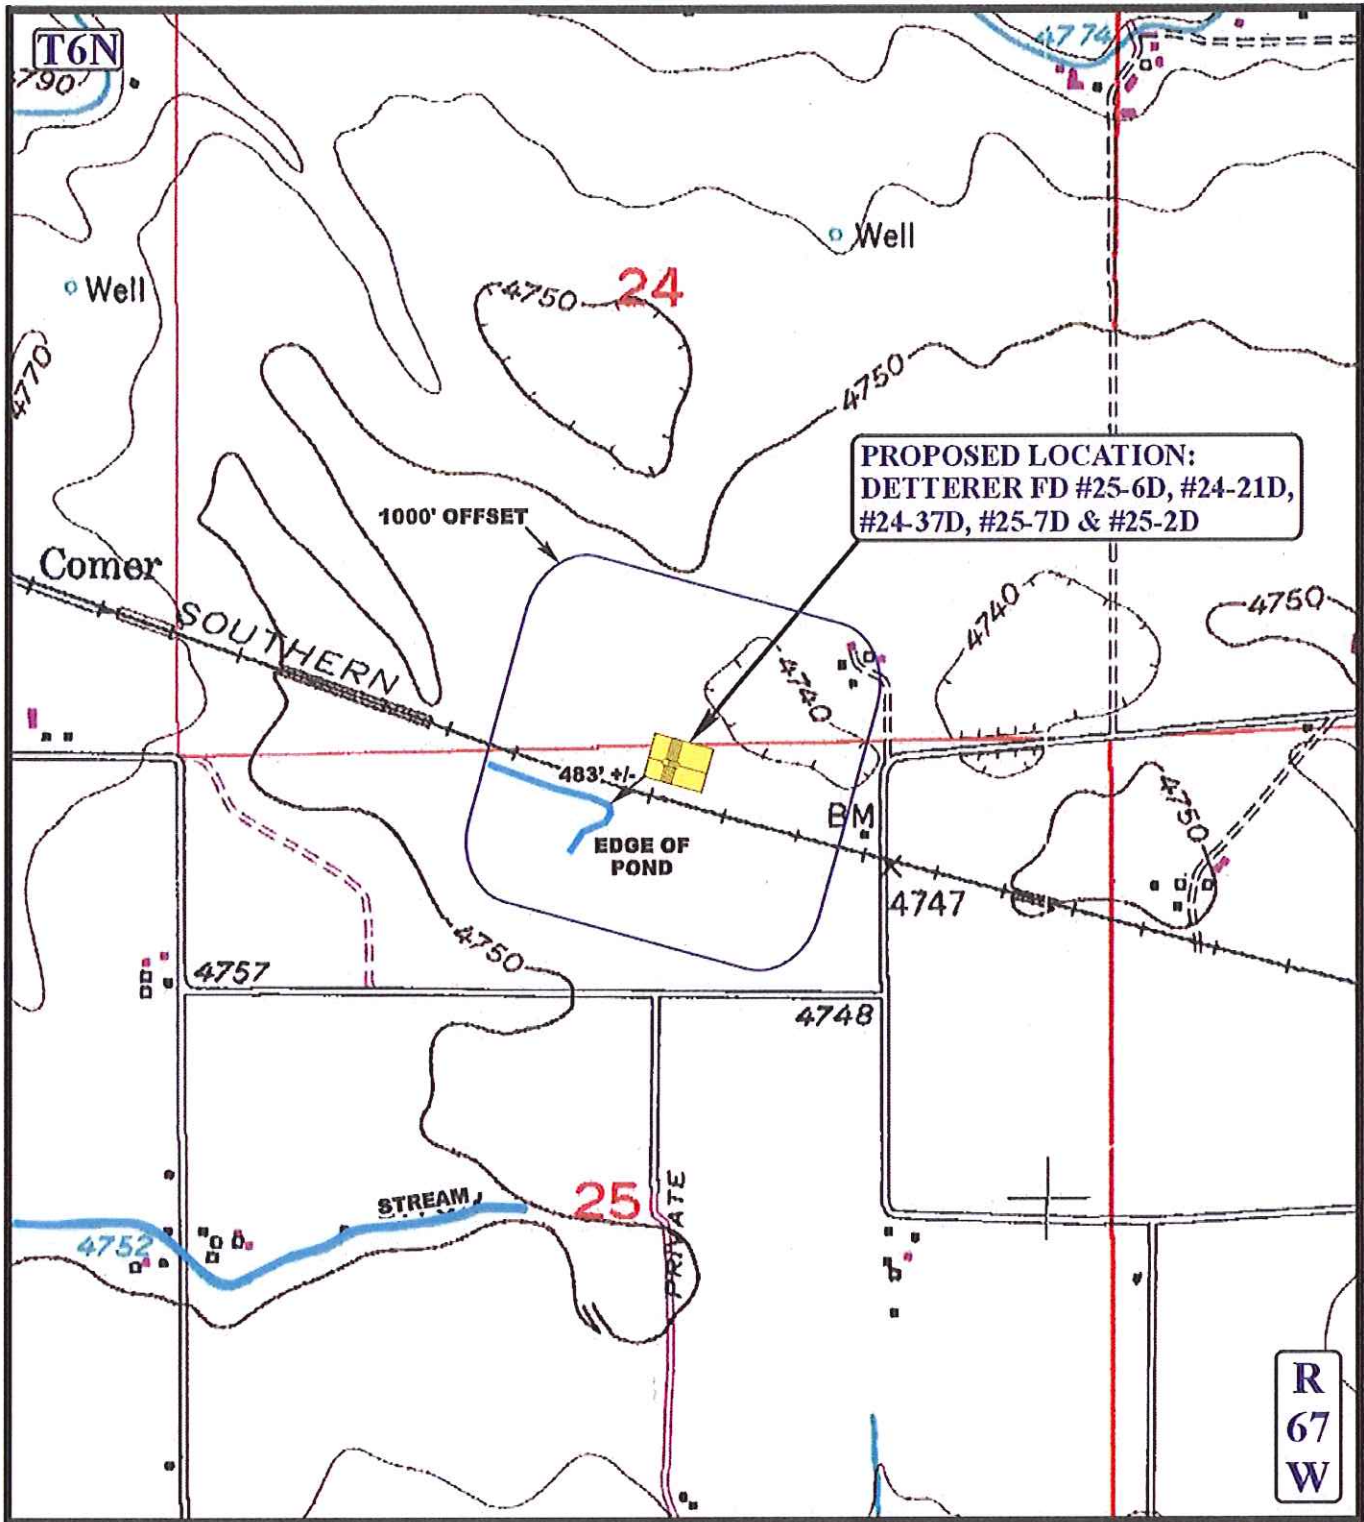 T6N
4790
4774
Well
Well
24
4750
4770
4750
PROPOSED LOCATION:
DETTERER FD #25-6D, #24-21D,
#24-37D, #25-7D & #25-2D
1000' OFFSET
Comer
SOUTHERN
4740
4750
4740
483' +/-
EDGE OF
POND
BM
4750
4747
4750
4757
4748
PRIVATE
STREAM
25
4752
R
67
W